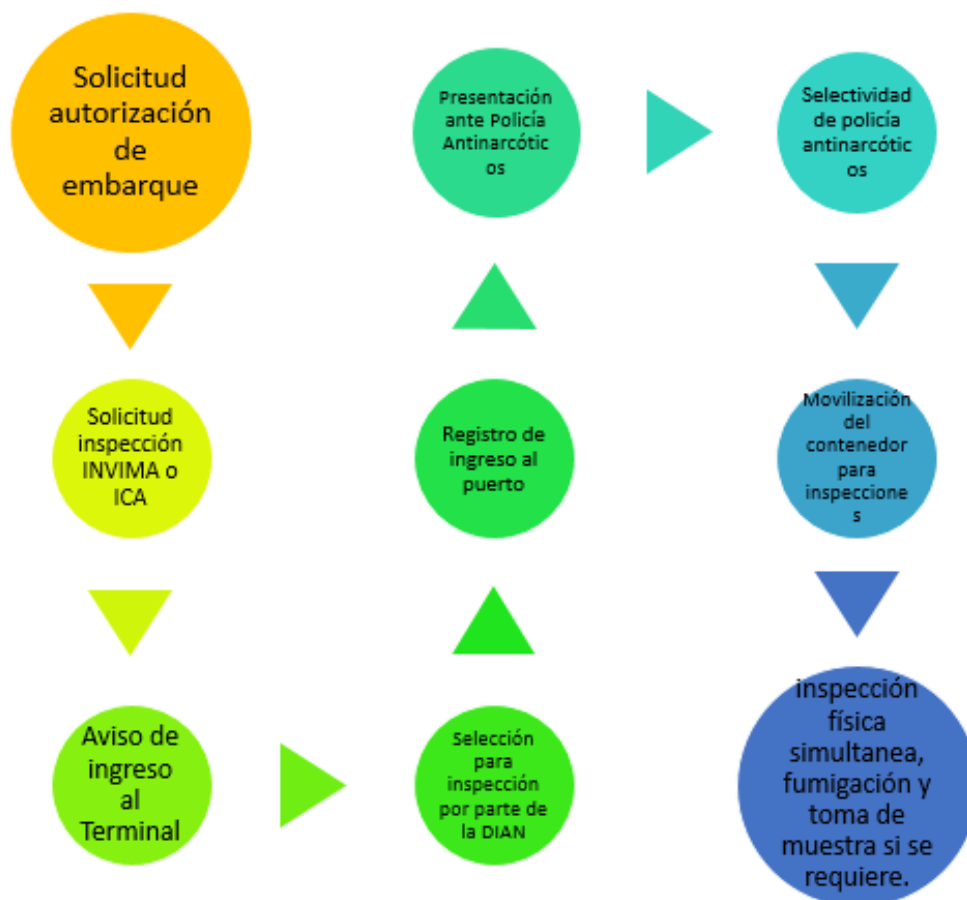 Solicitud
autorización
de
embarque
Solicitud
inspección
INVIMA o
ICA
Aviso de
ingreso
al
Terminal
Selección
para
inspección
por parte de
la DIAN
Registro de
ingreso al
puerto
Presentación
ante Policía
Antinarcótic
os
Selectividad
de policía
antinarcótic
os
Movilización
del
contenedor
para
inspeccione
s
inspección
física
simultanea,
fumigación y
toma de
muestra si se
requiere.